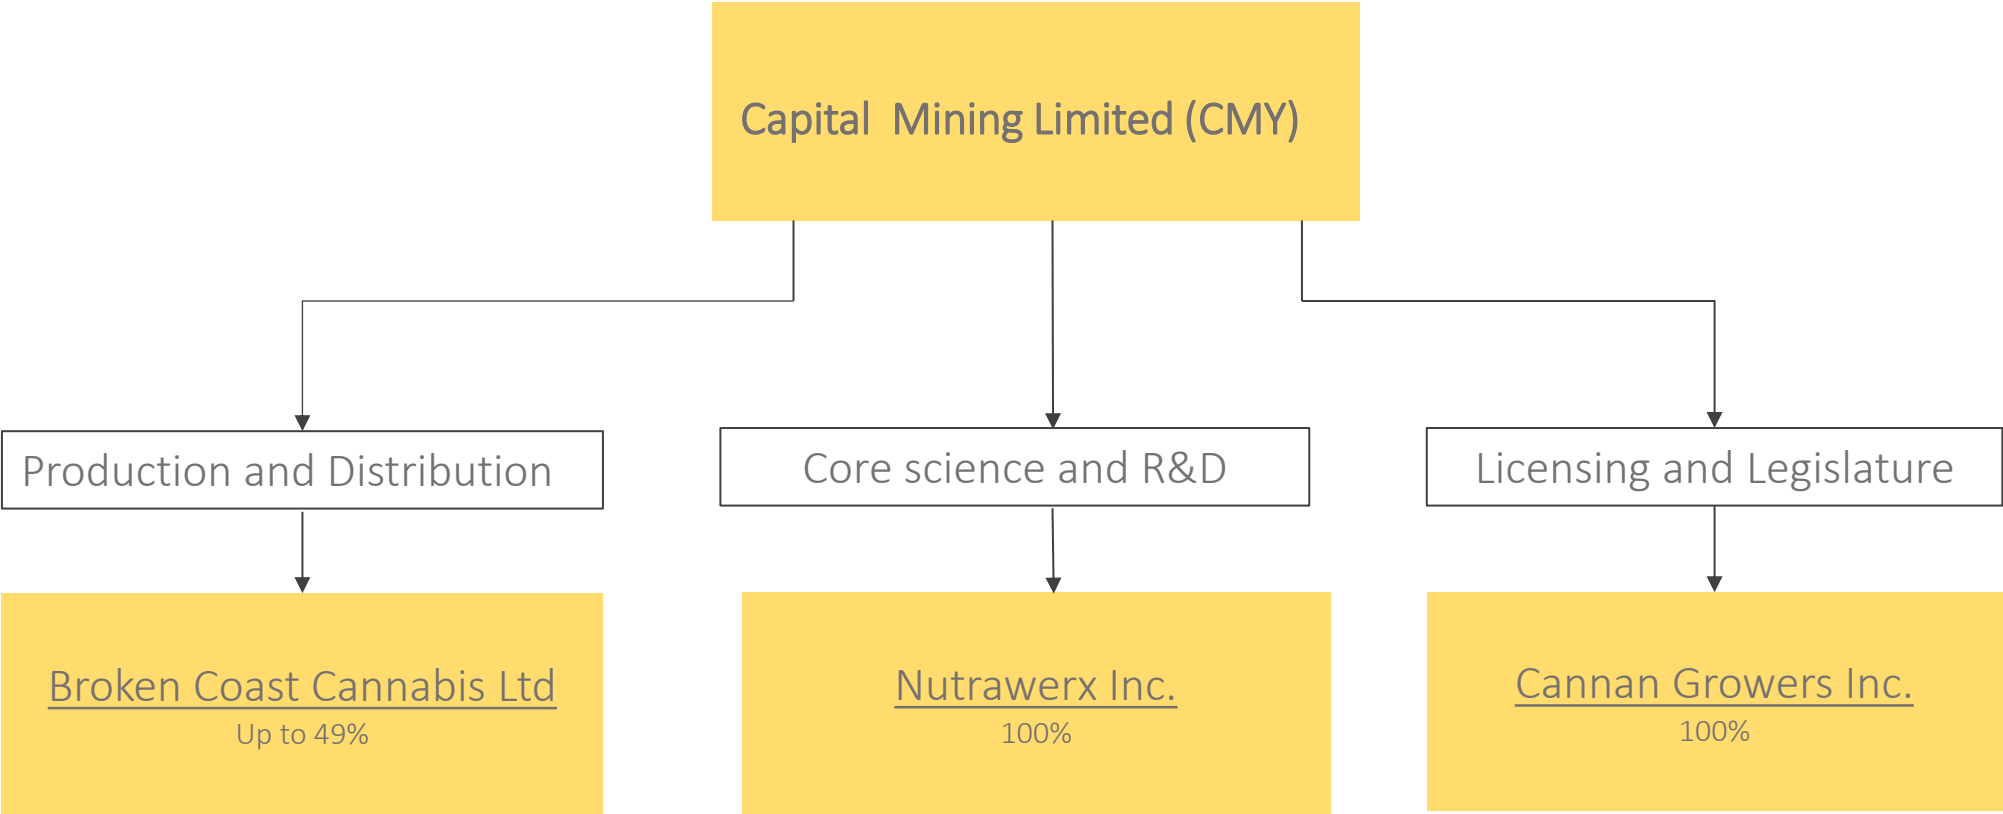 Capital  Mining Limited (CMY)
Production and Distribution
Core science and R&D
Licensing and Legislature
Broken Coast Cannabis Ltd
Up to 49%
Nutrawerx Inc.
100%
Cannan Growers Inc.
100%